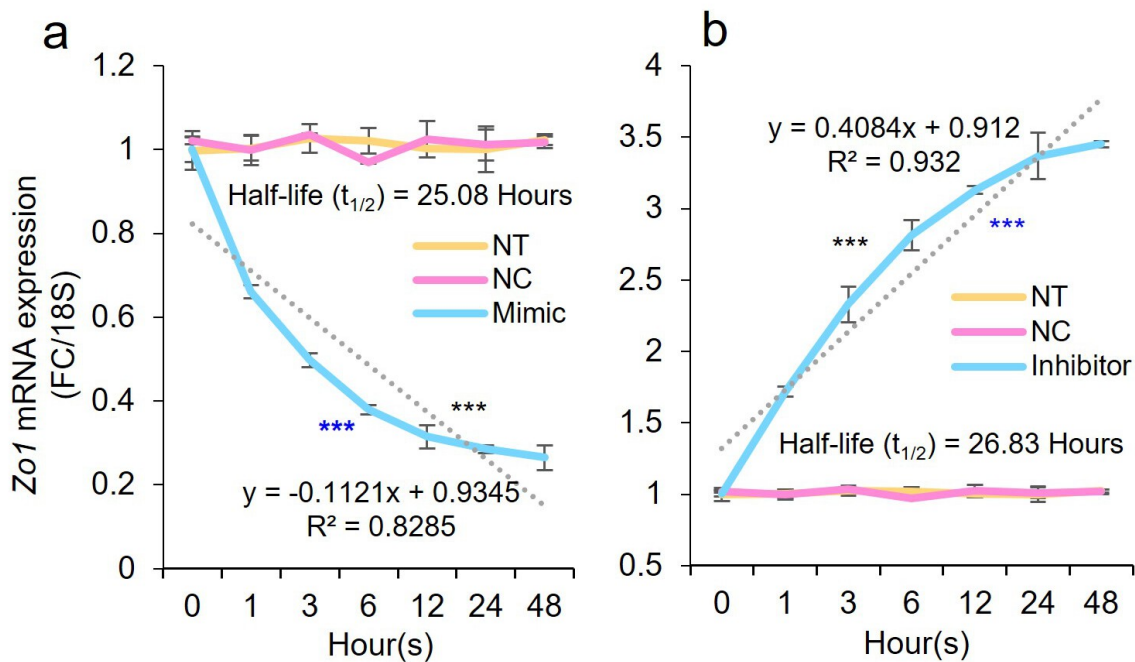 a
Zo1 mRNA expression
(FC/18S)
1.2
1
0.8
0.6
0.4
0.2
0
Half-life (t1/2) = 25.08 Hours
NT
NC
Mimic
***
***
y = -0.1121x + 0.9345
R² = 0.8285
0 1 3 6 12 24 48
Hour(s)
b
4
3.5
3
2.5
2
1.5
1
0.5
y = 0.4084x + 0.912
R² = 0.932
***
***
NT
NC
Inhibitor
Half-life (t1/2) = 26.83 Hours
0 1 3 6 12 24 48
Hour(s)